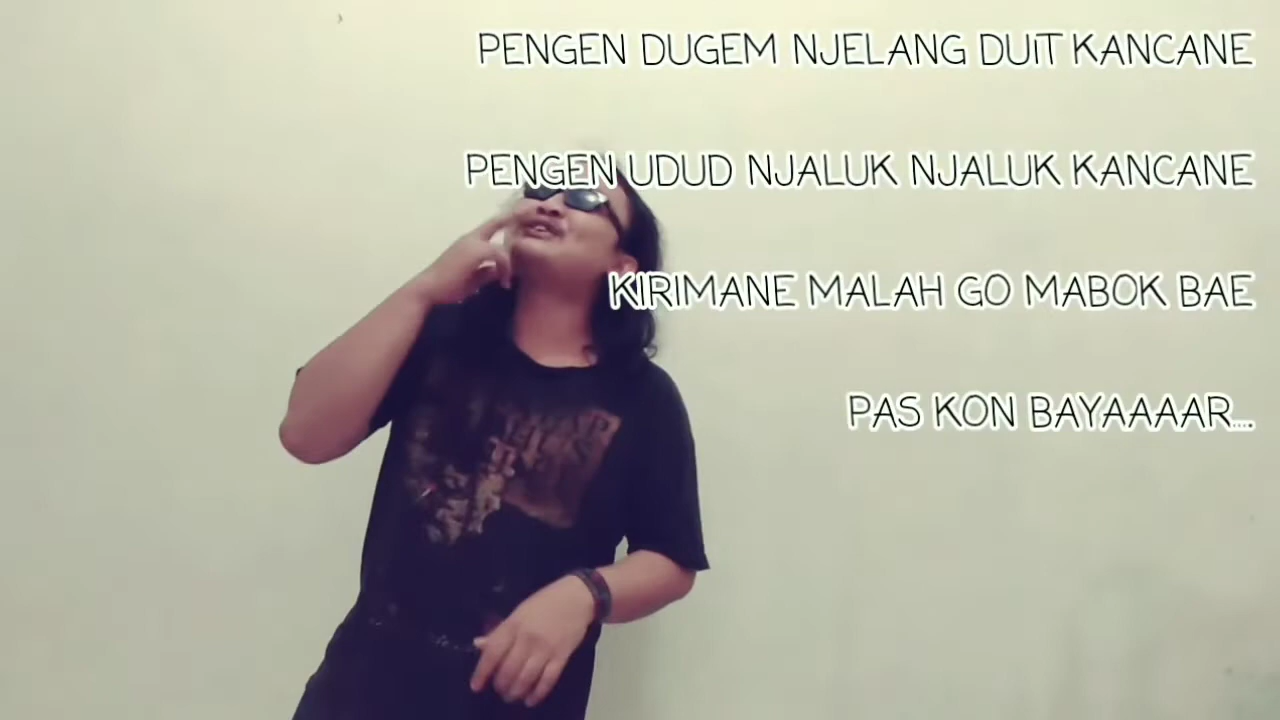 PENGEN DUGEM NJELANG DUIT KANCANE
PENGEN UDUD NJALUK NJALUK KANCANE
KIRIMANE MALAH GO MABOK BAE
PAS KON BAYAAAAR....